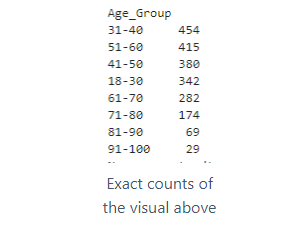 Age_Group
31-40 454
51-60 415
41-50 380
18-30 342
61-70 282
71-80 174
81-90 69
91-100 29
Exact counts of
the visual above